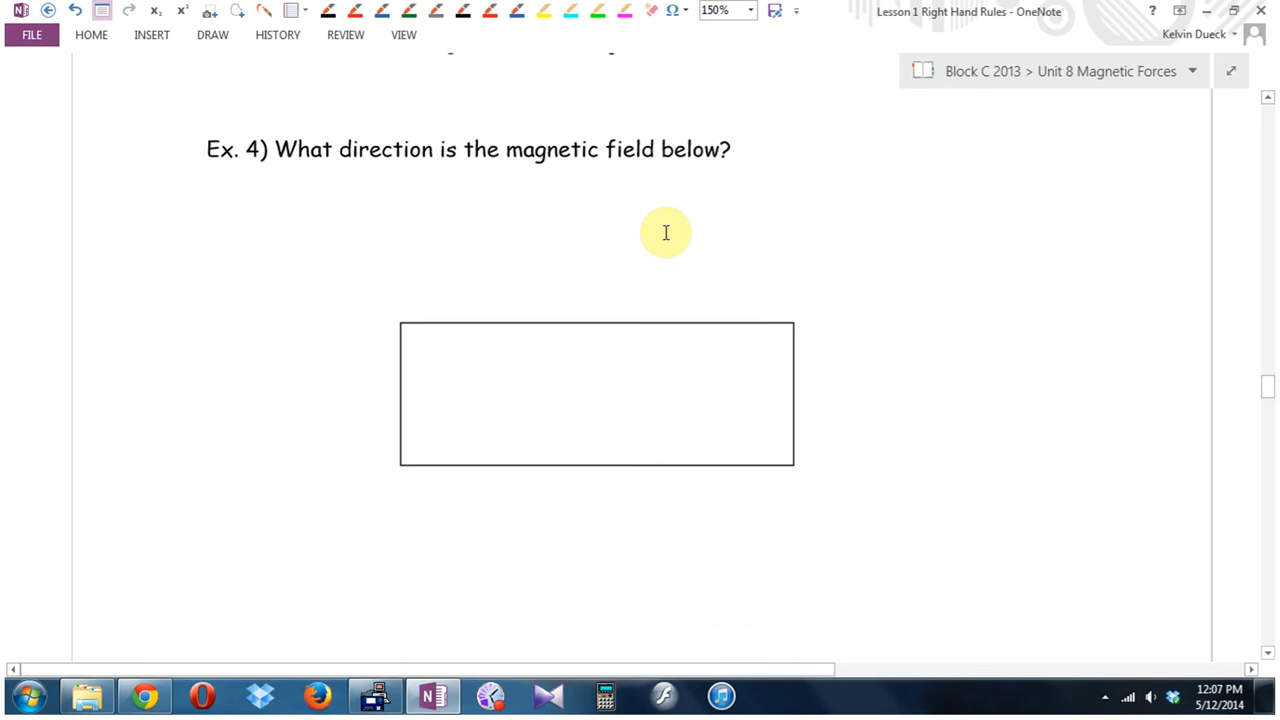 150%
Lesson 1 Right Hand Rules - OneNote
?
FILE HOME INSERT DRAW HISTORY REVIEW VIEW
Kelvin Dueck
Block C 2013 > Unit 8 Magnetic Forces
Ex. 4) What direction is the magnetic field below?
12:07 PM
5/12/2014